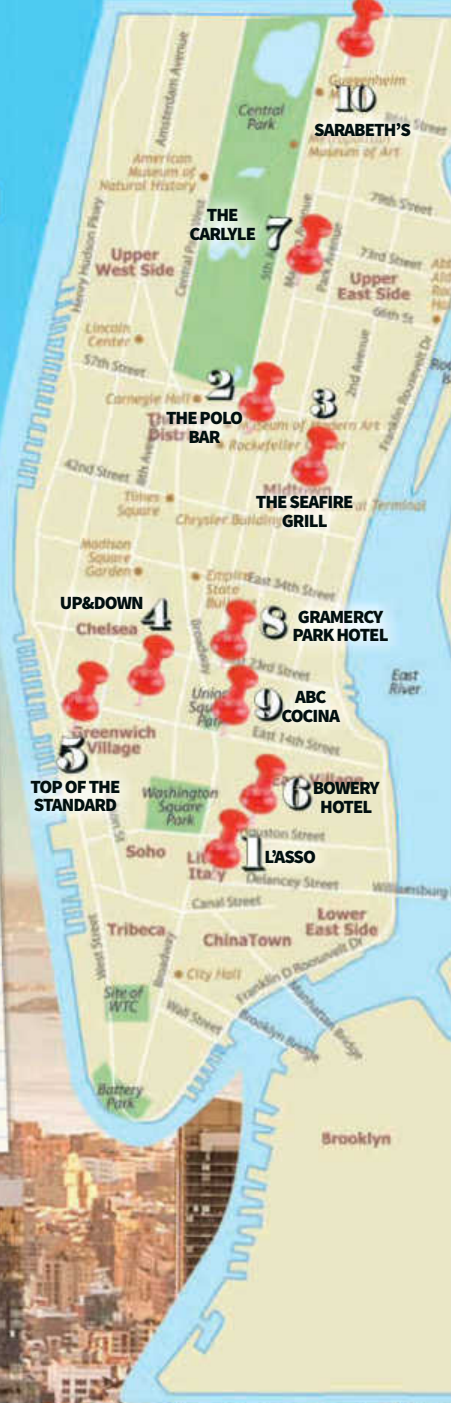 10
SARABETH'S
Amsterdam Avenue
Central
Park
Museum of Art
American
Museum of
Natural History
79th Street
Henry Hudson Pkwy
THE
CARLYLE
7
Park Avenue
Upper
West Side
73rd Street
Upper
East Side
66th St
Lincoln
Center
57th Street
2nd Avenue
Franklin Roosevelt Dr
2
Carnegie Hall
3
THE POLO
BAR
Museum of Modern Art
Rockefeller
42nd Street
8th Avenue
Midtown
THE SEAFIRE
GRILL
Terminal
Times
Square
Chrysler Building
Madison
Square
Garden
Empire
State
East 34th Street
UP&DOWN
4
Chelsea
Broadway
8
GRAMERCY
PARK HOTEL
23rd Street
East
River
9
ABC
COCINA
Greenwich
Village
East 14th Street
5
TOP OF THE
STANDARD
Washington
Square
Park
6
BOWERY
HOTEL
Houston Street
1
L'ASSO
Soho
Little
Italy
Delancey Street
Williamsburg
Canal Street
Lower
East Side
Tribeca
ChinaTown
West Street
Broadway
City Hall
Franklin D Roosevelt Dr
Site of
WTC
Wall Street
Brooklyn Bridge
Manhattan Bridge
Battery
Park
Brooklyn